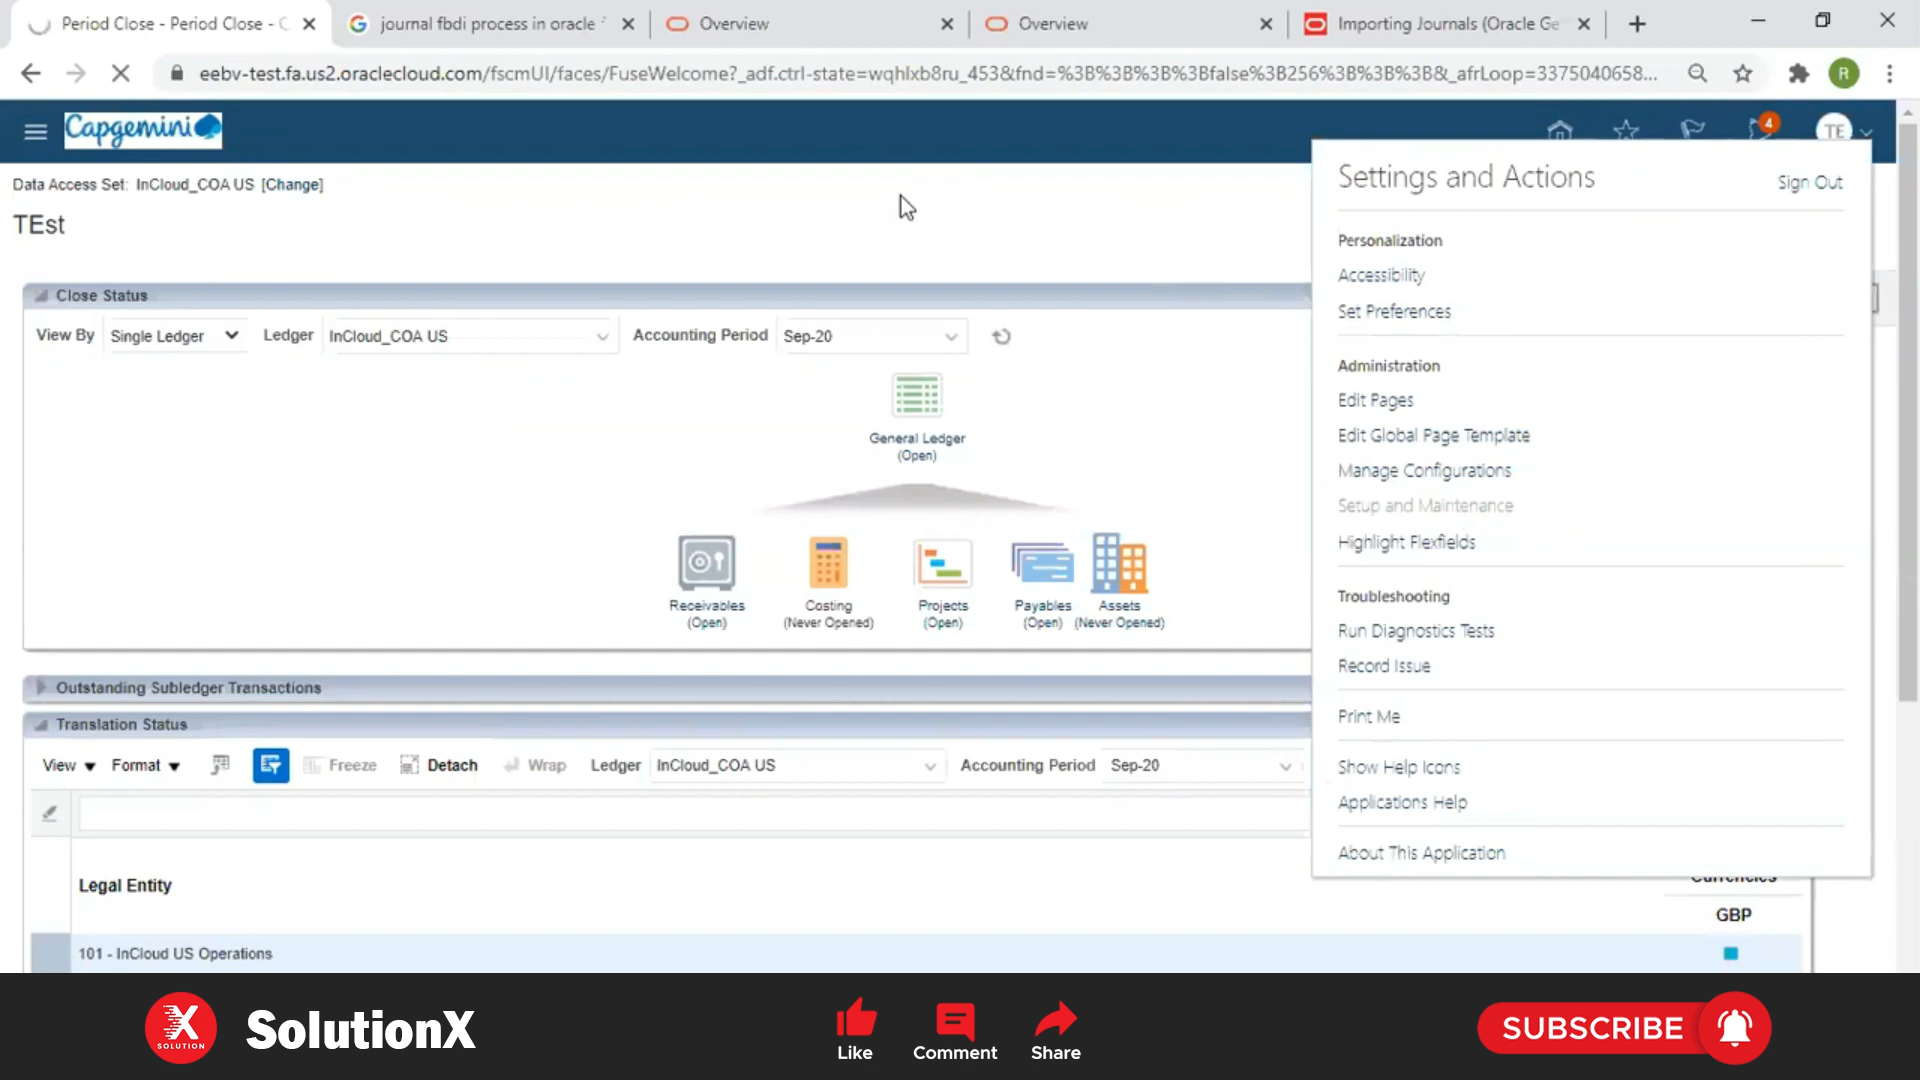 Period Close - Period Close - C
journal fbdi process in oracle
Overview
Overview
Importing Journals (Oracle Ge
eebv-test.fa.us2.oraclecloud.com/fscmUI/faces/FuseWelcome?_adf.ctrl-state=wqhlxb8ru_453&fnd=%3B%3B%3B%3Bfalse%3B256%3B%3B%3B&_afrLoop=3375040658...
R
Capgemini
4
TE
Data Access Set: InCloud_COA US [Change]
TEst
Close Status
View By Single Ledger Ledger InCloud_COA US Accounting Period Sep-20
General Ledger
(Open)
Receivables
(Open)
Costing
(Never Opened)
Projects
(Open)
Payables
(Open)
Assets
(Never Opened)
Outstanding Subledger Transactions
Translation Status
View Format Freeze Detach Wrap Ledger InCloud_COA US Accounting Period Sep-20
Legal Entity
Currencies
GBP
101 - InCloud US Operations
Settings and Actions
Sign Out
Personalization
Accessibility
Set Preferences
Administration
Edit Pages
Edit Global Page Template
Manage Configurations
Setup and Maintenance
Highlight Flexfields
Troubleshooting
Run Diagnostics Tests
Record Issue
Print Me
Show Help Icons
Applications Help
About This Application
X
SOLUTION
SolutionX
Like
Comment
Share
SUBSCRIBE